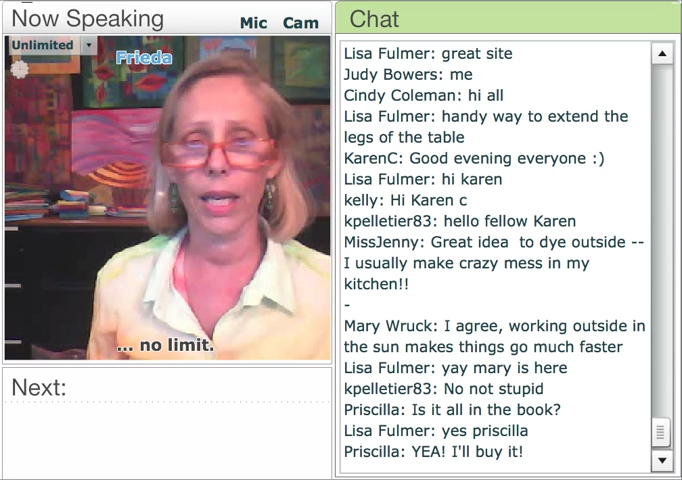 Now Speaking
Mic Cam
Unlimited
Frieda
... no limit.
Next:
Chat
Lisa Fulmer: great site
Judy Bowers: me
Cindy Coleman: hi all
Lisa Fulmer: handy way to extend the
legs of the table
KarenC: Good evening everyone :)
Lisa Fulmer: hi karen
kelly: Hi Karen c
kpelletier83: hello fellow Karen
MissJenny: Great idea  to dye outside --
I usually make crazy mess in my
kitchen!!
-
Mary Wruck: I agree, working outside in
the sun makes things go much faster
Lisa Fulmer: yay mary is here
kpelletier83: No not stupid
Priscilla: Is it all in the book?
Lisa Fulmer: yes priscilla
Priscilla: YEA! I'll buy it!